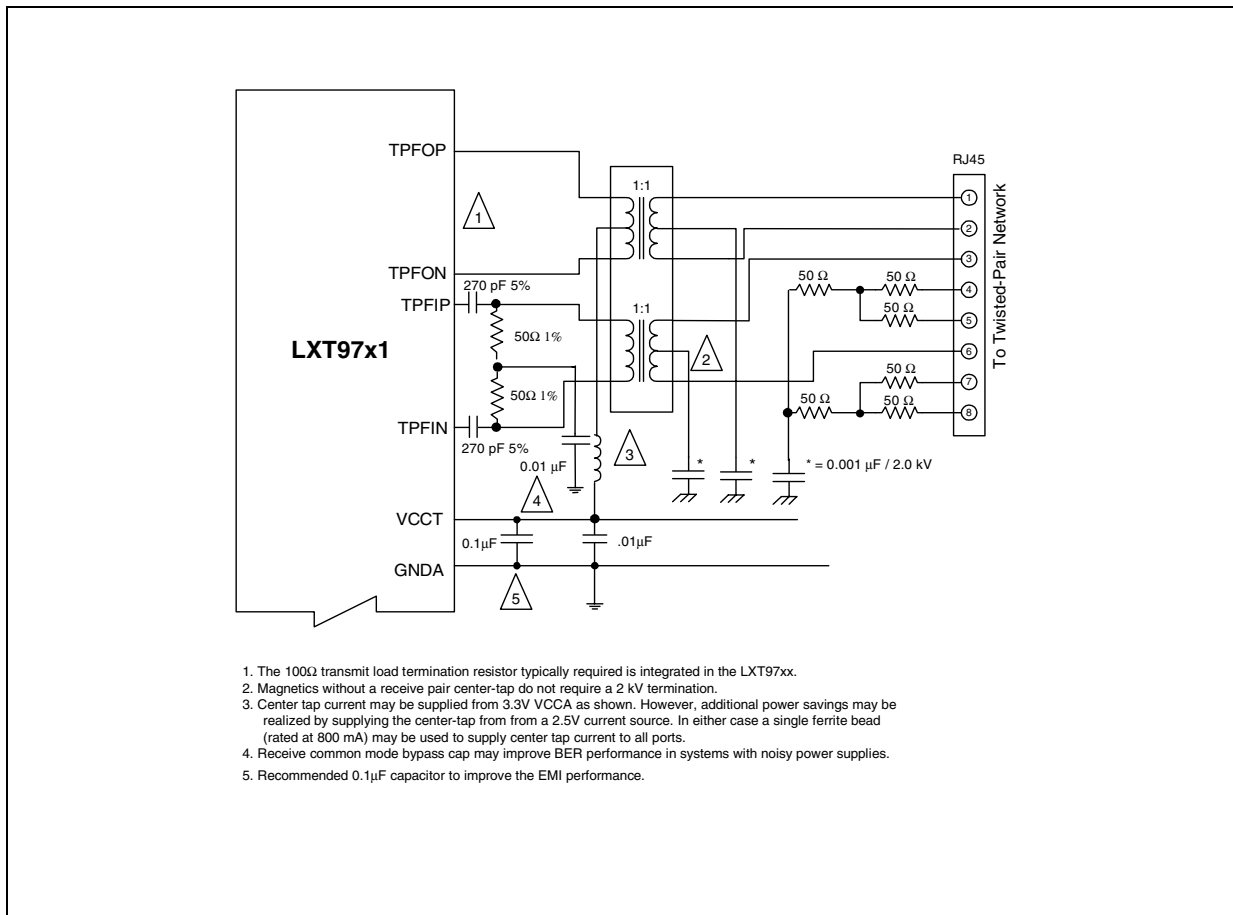 RJ45
TPFOP
1:1
1
1
2
To Twisted-Pair Network
3
TPFON
50 Ω
50 Ω
4
270 pF 5%
TPFIP
1:1
50 Ω
5
50Ω 1%
LXT97x1
2
6
50 Ω
7
50Ω 1%
50 Ω
50 Ω
8
TPFIN
270 pF 5%
3
0.01 µF
*
*
* = 0.001 µF / 2.0 kV
4
VCCT
0.1µF
.01µF
GNDA
5
1. The 100Ω transmit load termination resistor typically required is integrated in the LXT97xx.
2. Magnetics without a receive pair center-tap do not require a 2 kV termination.
3. Center tap current may be supplied from 3.3V VCCA as shown. However, additional power savings may be
realized by supplying the center-tap from from a 2.5V current source. In either case a single ferrite bead
(rated at 800 mA) may be used to supply center tap current to all ports.
4. Receive common mode bypass cap may improve BER performance in systems with noisy power supplies.
5. Recommended 0.1µF capacitor to improve the EMI performance.